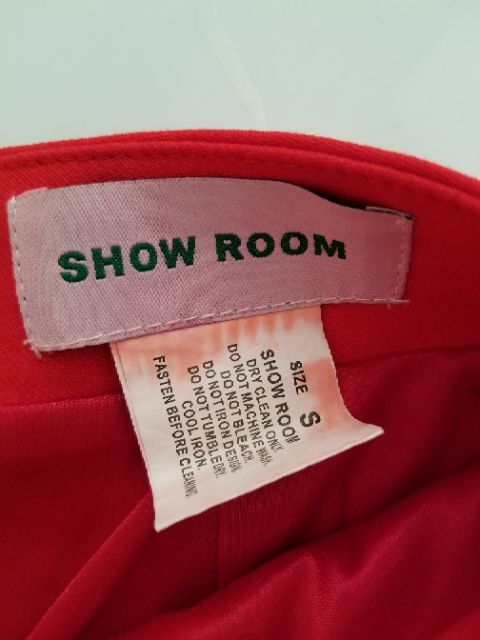 SHOW ROOM
SIZE S
SHOW ROOM
DRY CLEAN ONLY.
DO NOT MACHINE WASH.
DO NOT BLEACH.
DO NOT IRON DESIGN.
DO NOT TUMBLE DRY.
COOL IRON.
FASTEN BEFORE CLEANING